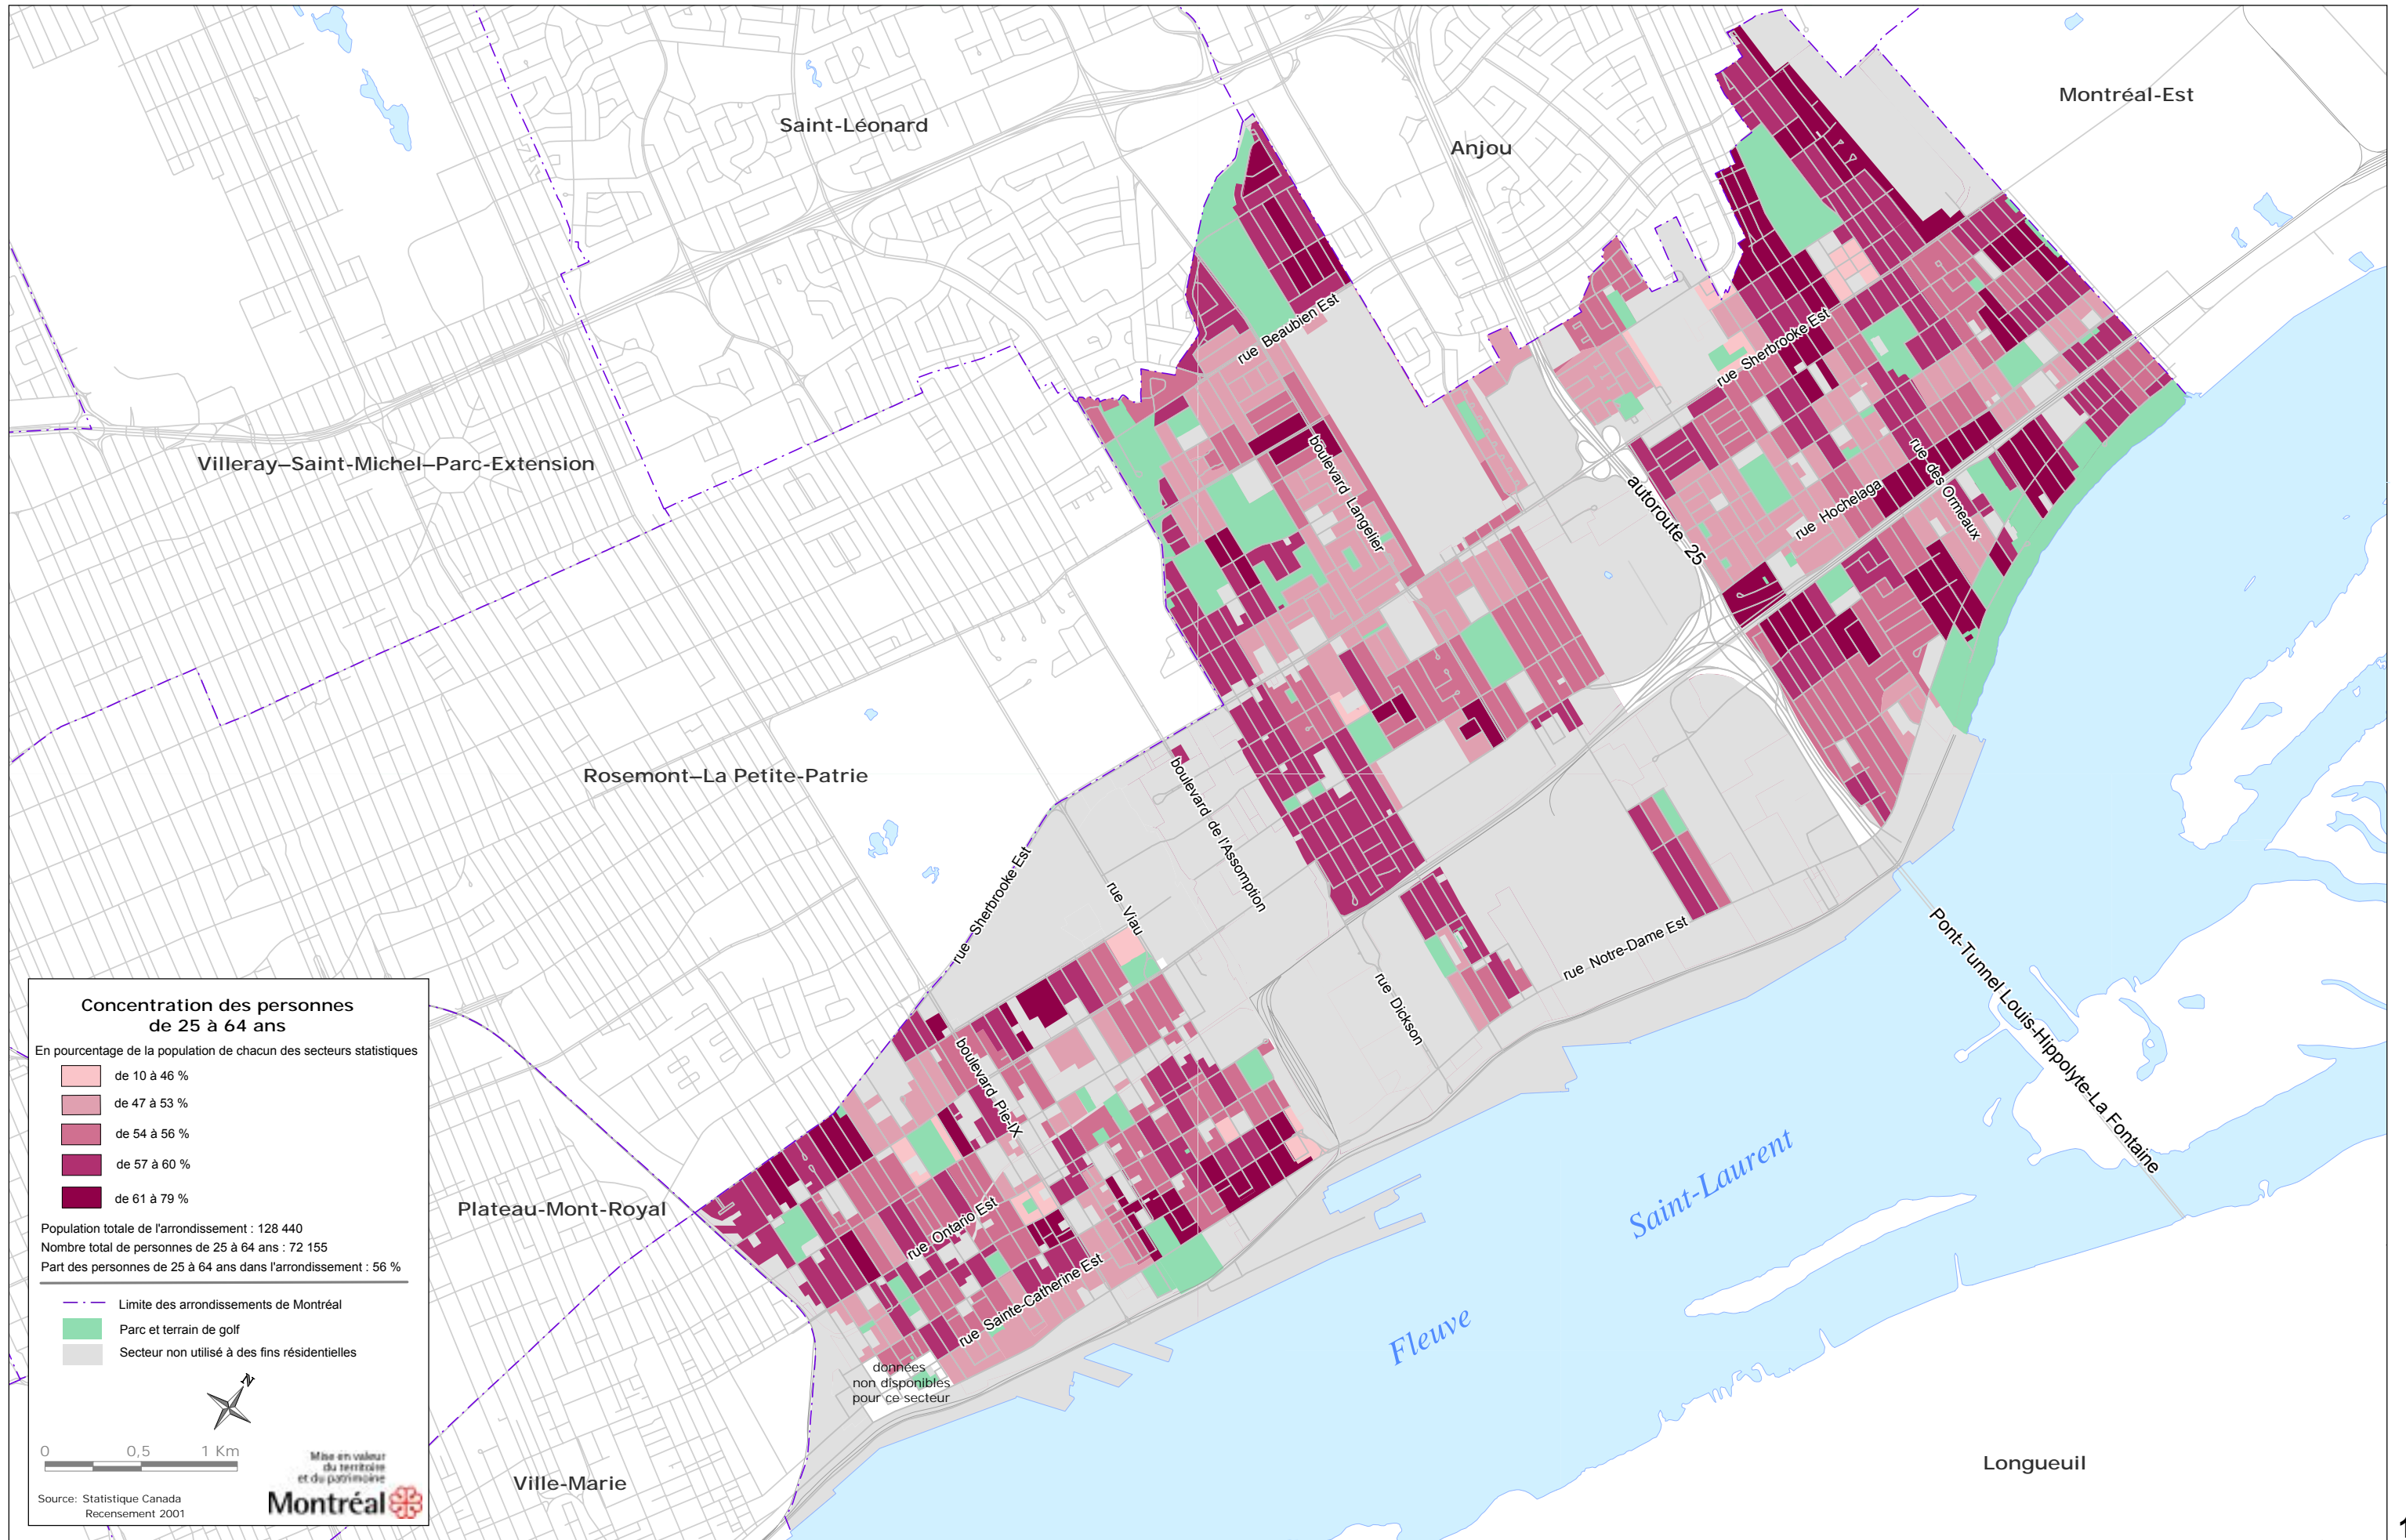 Montréal-Est
Saint-Léonard
Anjou
rue Beaubien Est
rue Sherbrooke Est
Villeray–Saint-Michel–Parc-Extension
boulevard Langelier
rue des Ormeaux
autoroute 25
rue Hochelaga
Rosemont–La Petite-Patrie
boulevard de l'Assomption
rue Sherbrooke Est
rue Viau
rue Notre-Dame Est
rue Dickson
Pont-Tunnel Louis-Hippolyte-La Fontaine
boulevard Pie-IX
Plateau-Mont-Royal
rue Ontario Est
rue Sainte-Catherine Est
Fleuve
Saint-Laurent
données
non disponibles
pour ce secteur
Ville-Marie
Longueuil
Concentration des personnes
de 25 à 64 ans
En pourcentage de la population de chacun des secteurs statistiques
de 10 à 46 %
de 47 à 53 %
de 54 à 56 %
de 57 à 60 %
de 61 à 79 %
Population totale de l'arrondissement : 128 440
Nombre total de personnes de 25 à 64 ans : 72 155
Part des personnes de 25 à 64 ans dans l'arrondissement : 56 %
Limite des arrondissements de Montréal
Parc et terrain de golf
Secteur non utilisé à des fins résidentielles
N
0 0,5 1 Km
Mise en valeur
du territoire
et du patrimoine
Montréal
Source: Statistique Canada
Recensement 2001